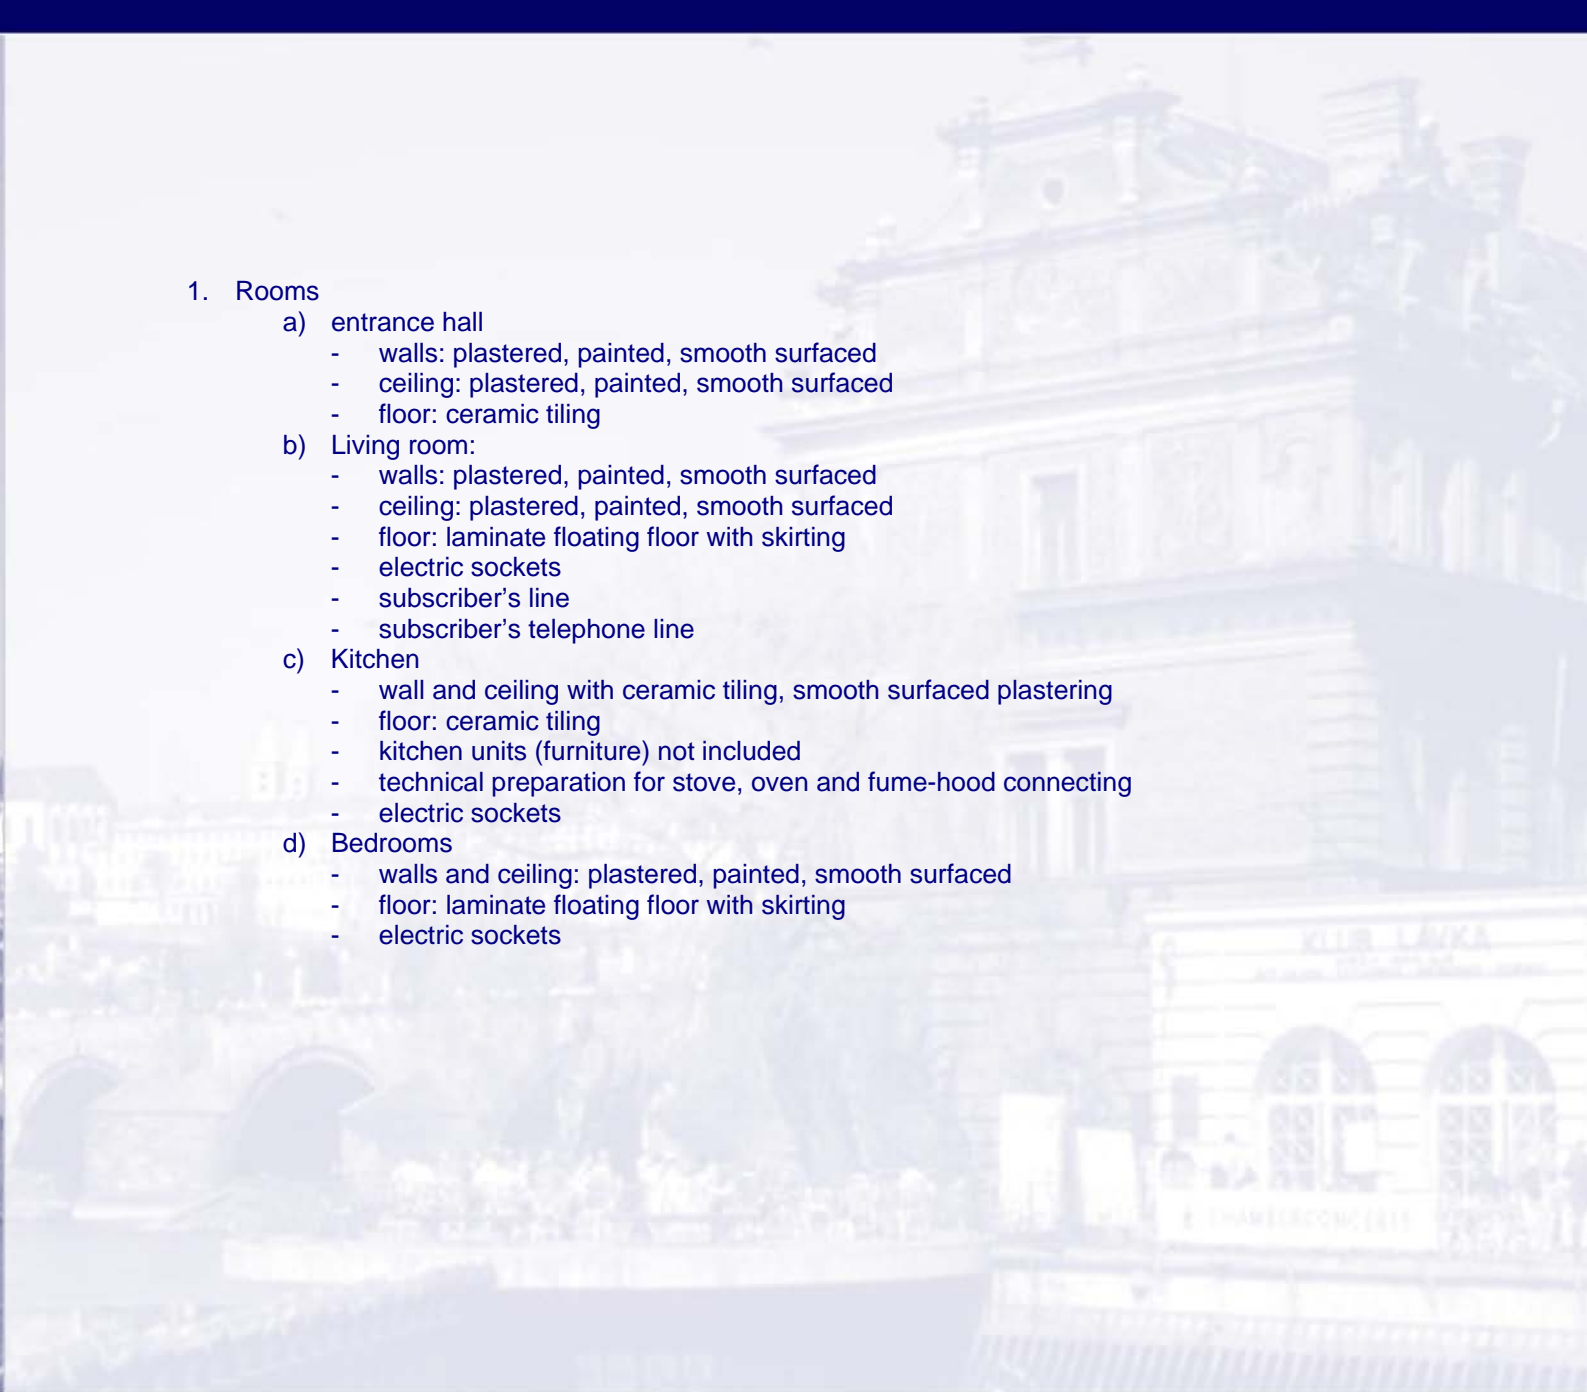 1. Rooms
a) entrance hall
- walls: plastered, painted, smooth surfaced
- ceiling: plastered, painted, smooth surfaced
- floor: ceramic tiling
b) Living room:
- walls: plastered, painted, smooth surfaced
- ceiling: plastered, painted, smooth surfaced
- floor: laminate floating floor with skirting
- electric sockets
- subscriber’s line
- subscriber’s telephone line
c) Kitchen
- wall and ceiling with ceramic tiling, smooth surfaced plastering
- floor: ceramic tiling
- kitchen units (furniture) not included
- technical preparation for stove, oven and fume-hood connecting
- electric sockets
d) Bedrooms
- walls and ceiling: plastered, painted, smooth surfaced
- floor: laminate floating floor with skirting
- electric sockets
KLUB LÁVKA